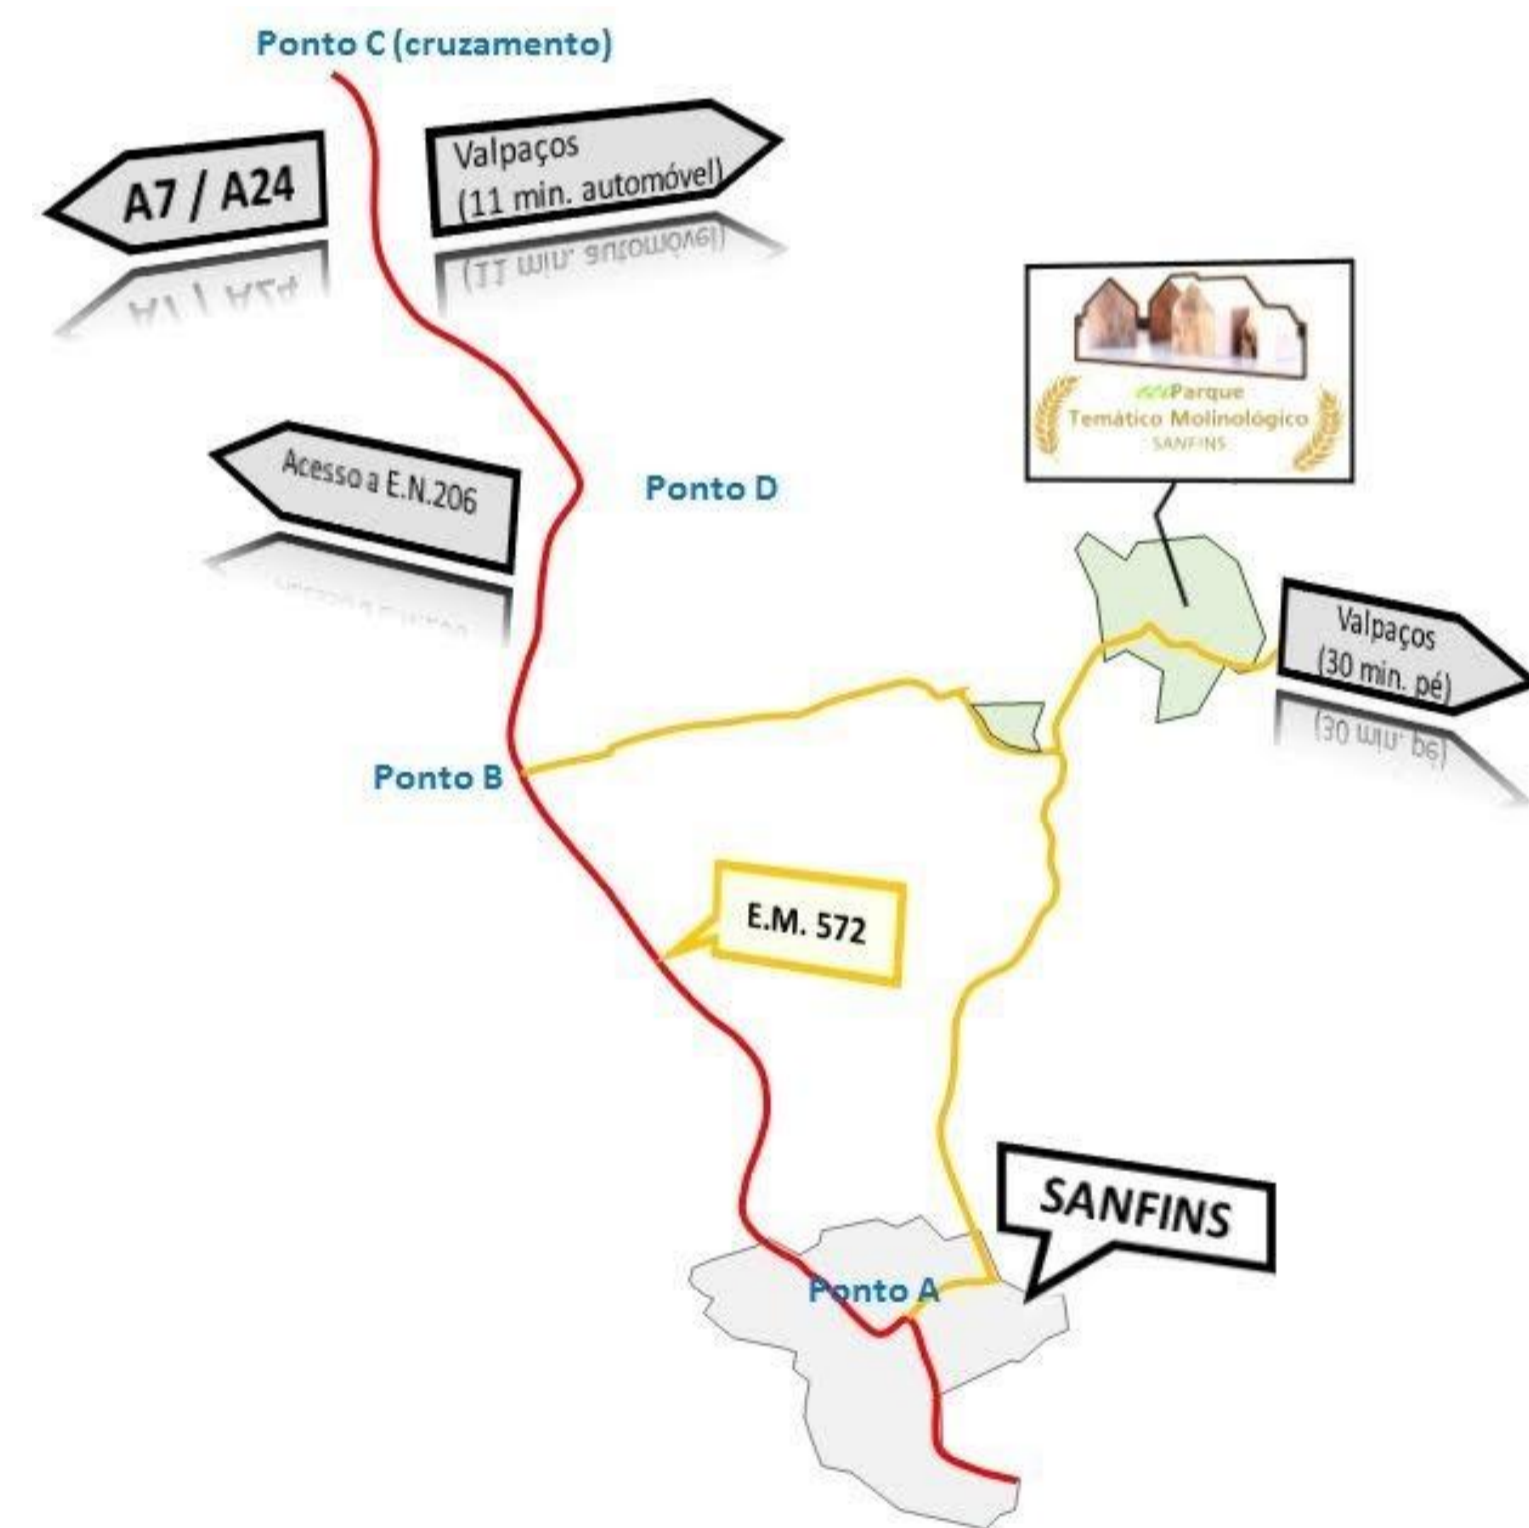 Ponto C (cruzamento)
A7 / A24
Valpaços
(11 min. automóvel)
Acesso a E.N.206
Ponto D
Parque
Temático Molinológico
SANFINS
Valpaços
(30 min. pé)
Ponto B
E.M. 572
SANFINS
Ponto A